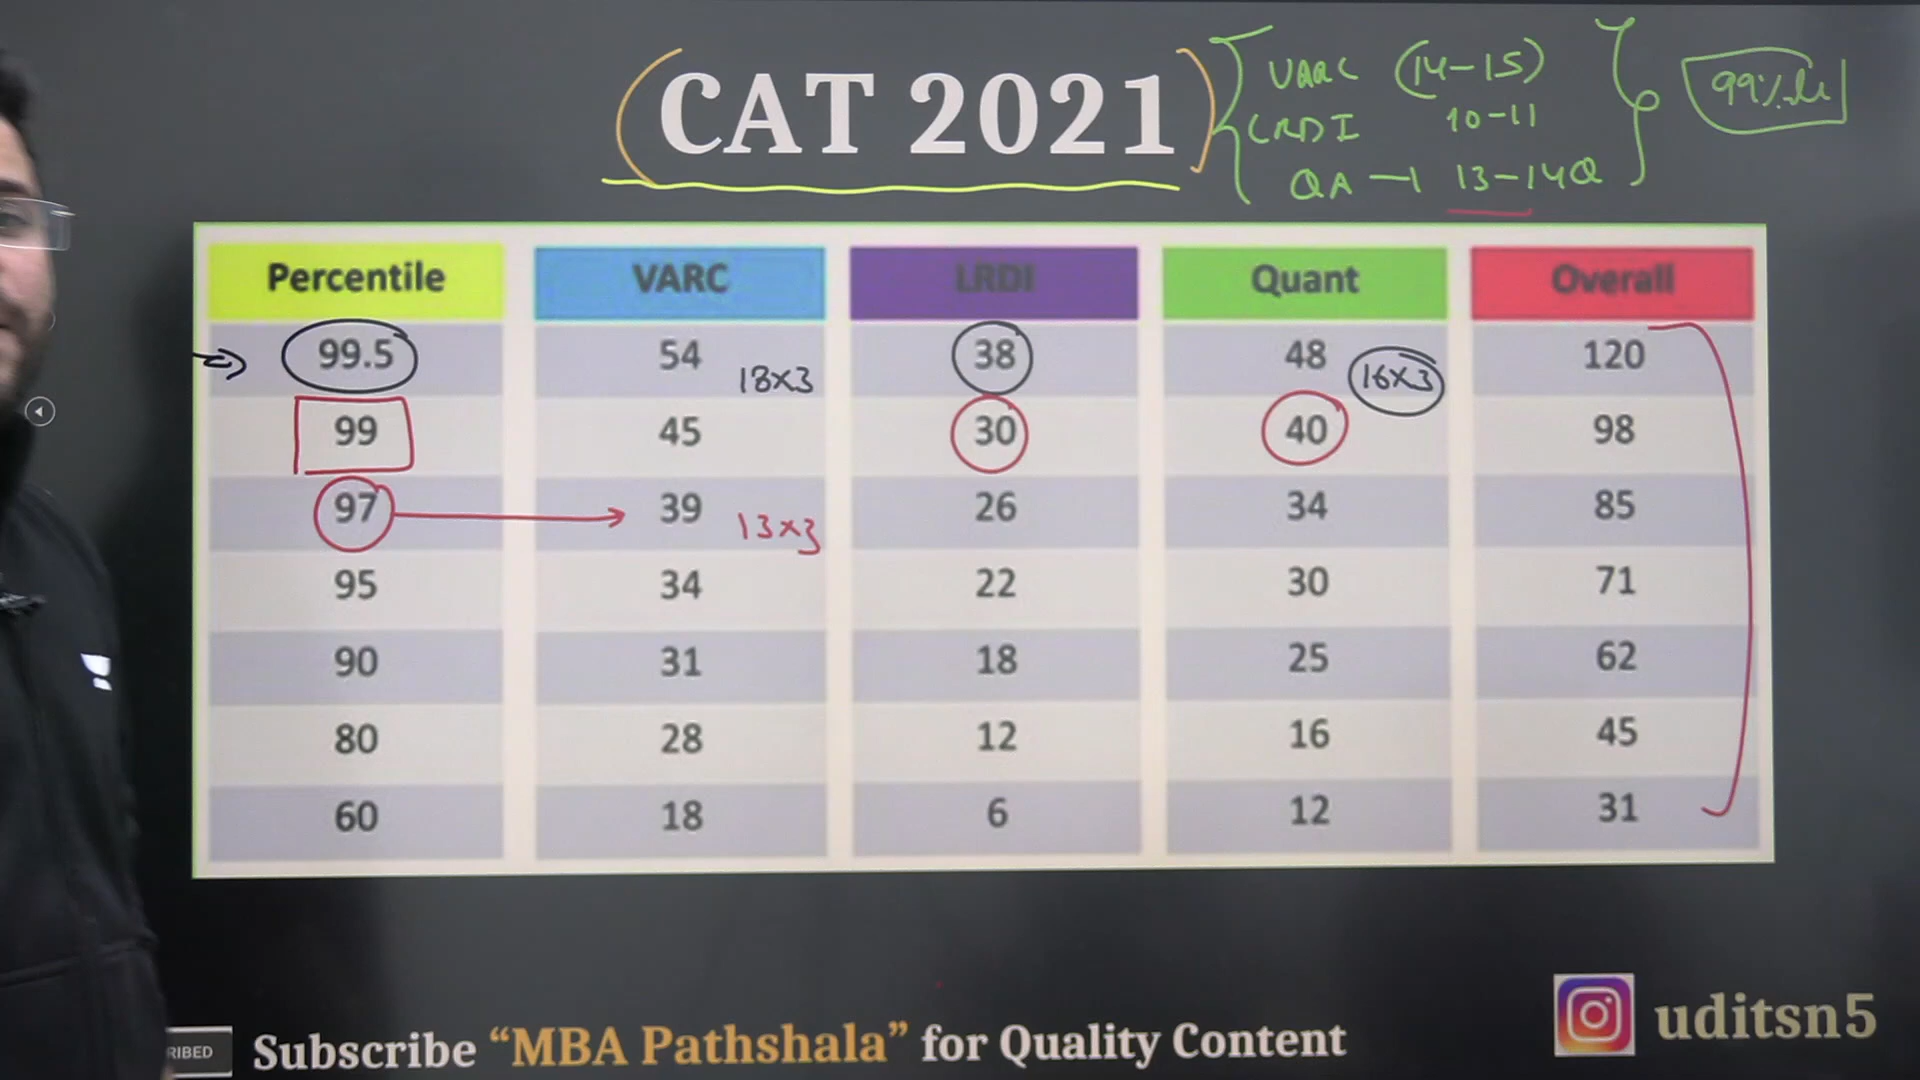 CAT 2021
VARC (14-15)
LRDI 10-11
QA → 13-14Q
99%ile
Percentile VARC LRDI Quant Overall
99.5 54 18x3 38 48 16x3 120
99 45 30 40 98
97 39 13x3 26 34 85
95 34 22 30 71
90 31 18 25 62
80 28 12 16 45
60 18 6 12 31
RIBED
Subscribe “MBA Pathshala” for Quality Content
uditsn5